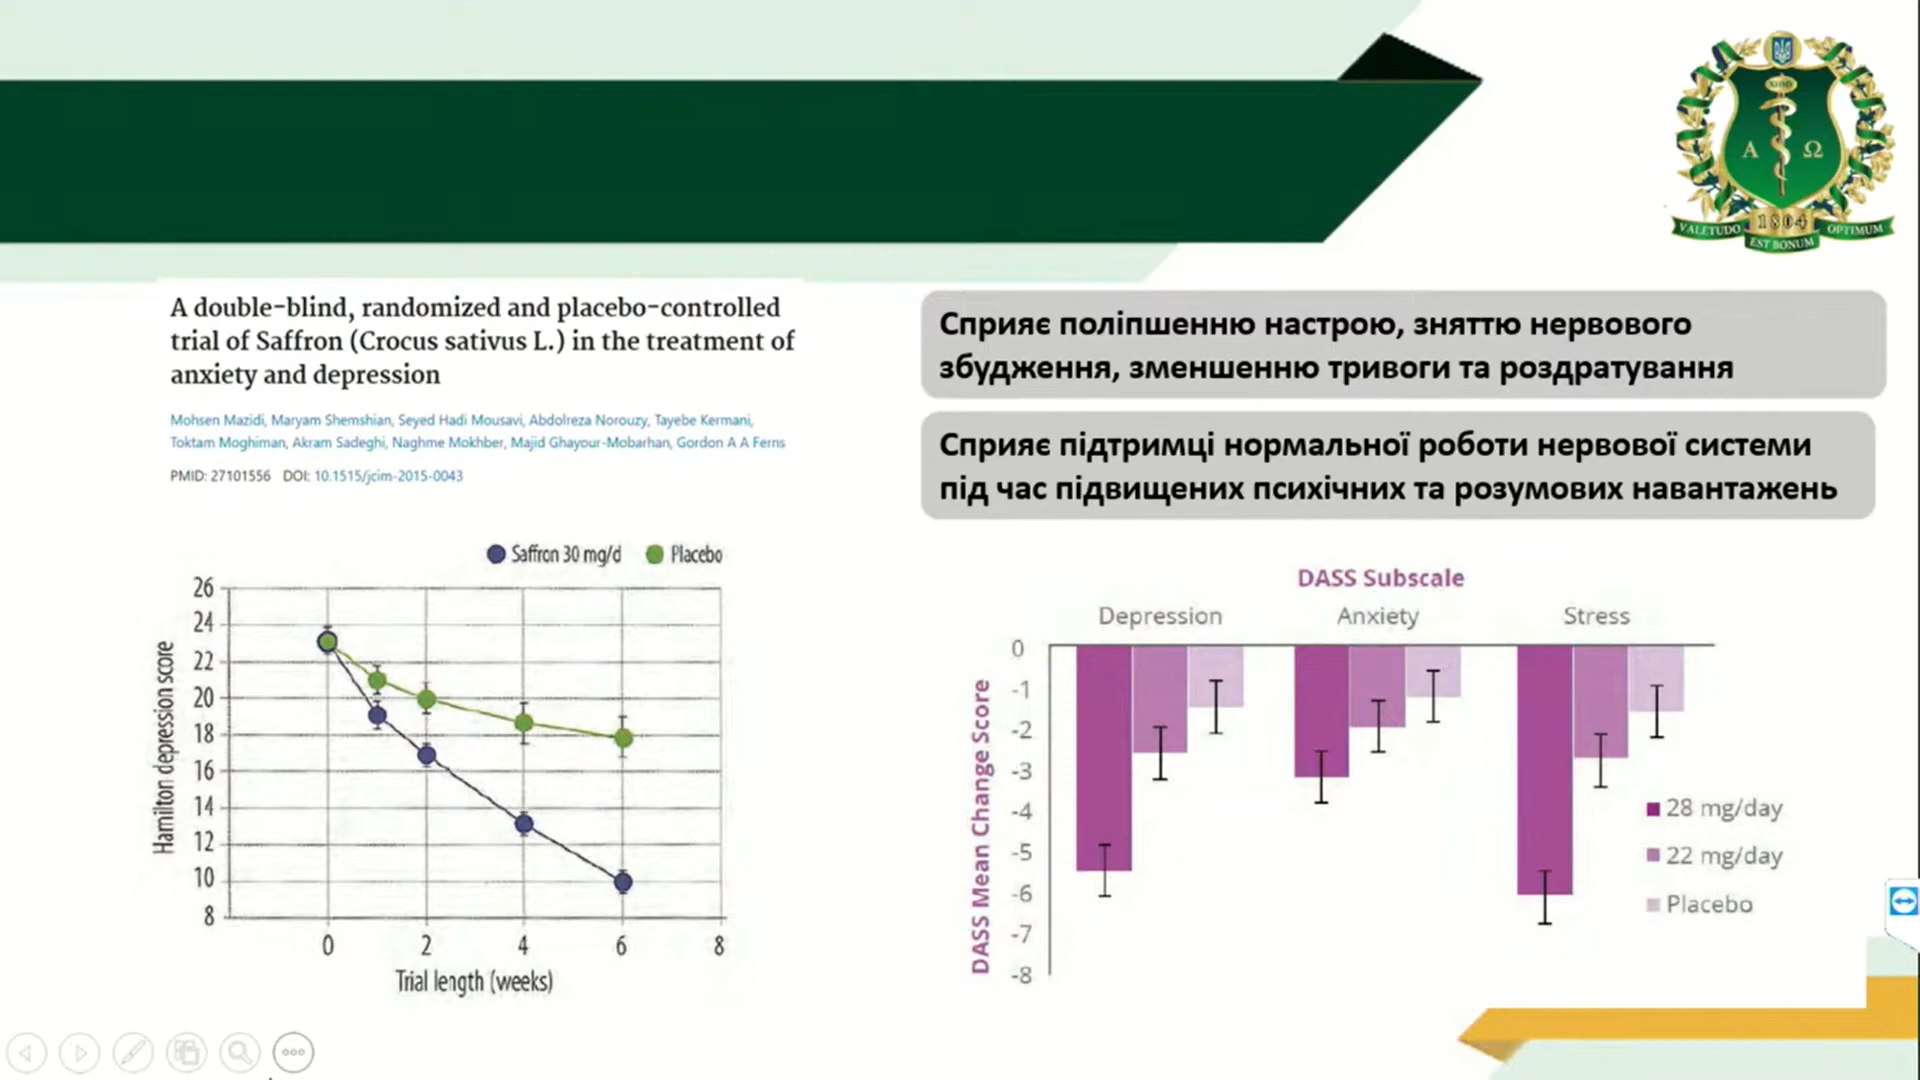 VALETUDO
1804
OPTIMUM
EST BONUM
A
Ω
A double-blind, randomized and placebo-controlled
trial of Saffron (Crocus sativus L.) in the treatment of
anxiety and depression
Mohsen Mazidi, Maryam Shemshian, Seyed Hadi Mousavi, Abdolreza Norouzy, Tayebe Kermani,
Toktam Moghiman, Akram Sadeghi, Naghme Mokhber, Majid Ghayour-Mobarhan, Gordon A A Ferns
PMID: 27101556 DOI: 10.1515/jcim-2015-0043
Сприяє поліпшенню настрою, зняттю нервового
збудження, зменшенню тривоги та роздратування
Сприяє підтримці нормальної роботи нервової системи
під час підвищених психічних та розумових навантажень
Saffron 30 mg/d Placebo
Hamilton depression score
26
24
22
20
18
16
14
12
10
8
0 2 4 6 8
Trial length (weeks)
DASS Subscale
Depression Anxiety Stress
DASS Mean Change Score
0
-1
-2
-3
-4
-5
-6
-7
-8
28 mg/day
22 mg/day
Placebo